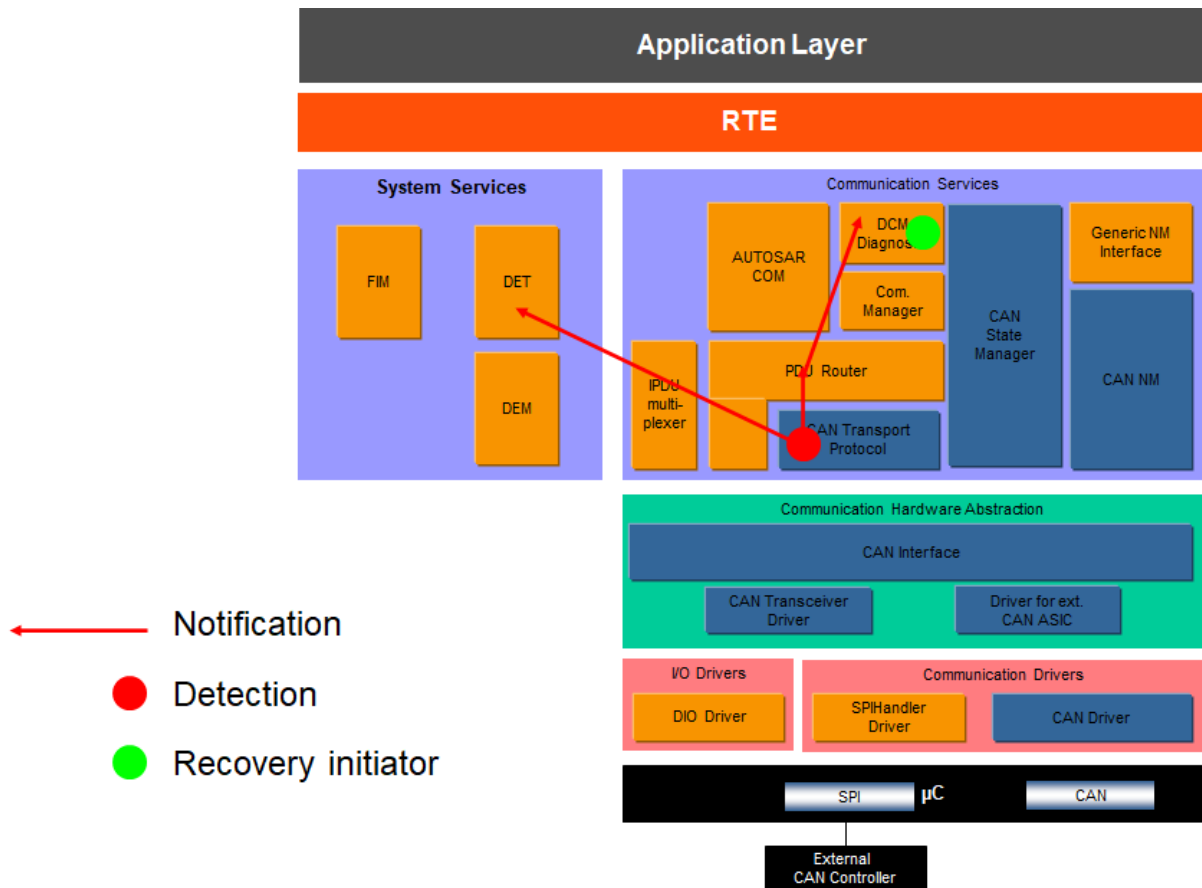 Application Layer
RTE
System Services
FIM
DET
DEM
Communication Services
AUTOSAR
COM
DCM
Com.
Manager
CAN
State
Manager
Generic NM
Interface
CAN NM
IPDU
multi-
plexer
PDU Router
CAN Transport
Protocol
Communication Hardware Abstraction
CAN Interface
CAN Transceiver
Driver
Driver for ext.
CAN ASIC
I/O Drivers
DIO Driver
Communication Drivers
SPIHandler
Driver
CAN Driver
SPI
µC
CAN
External
CAN Controller
Notification
Detection
Recovery initiator